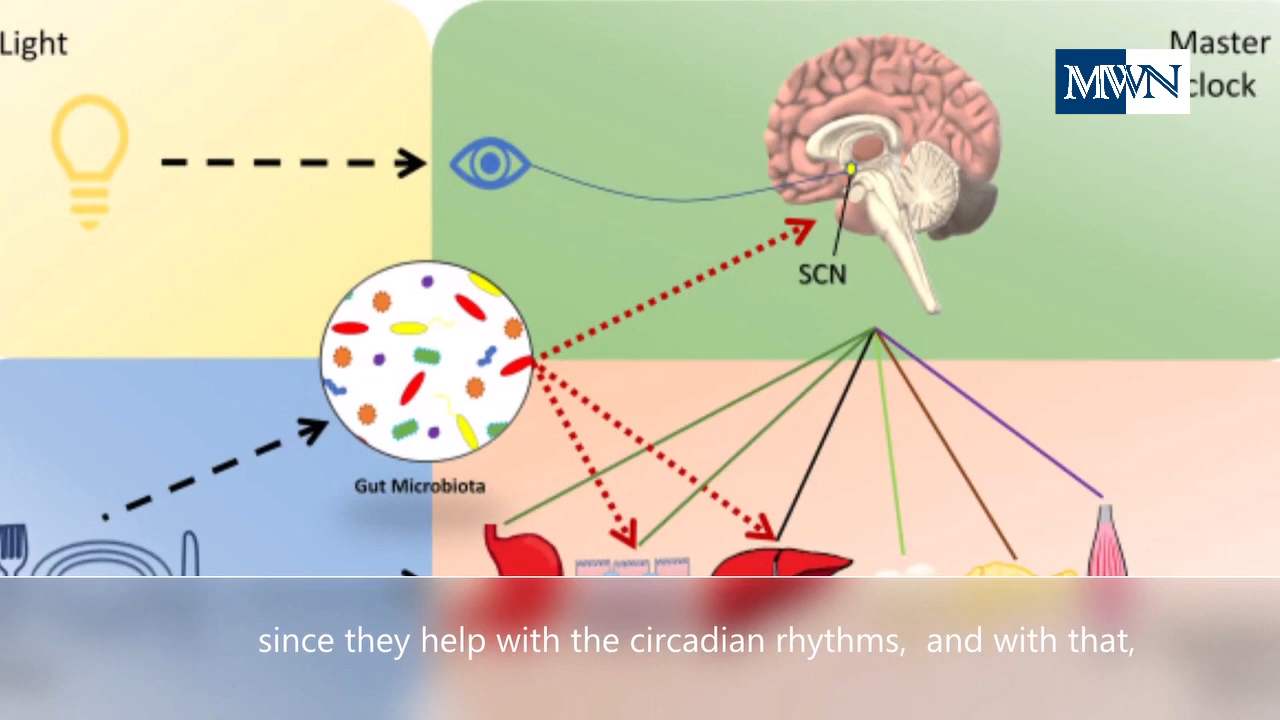 Light
Master
clock
MWN
SCN
Gut Microbiota
since they help with the circadian rhythms,  and with that,